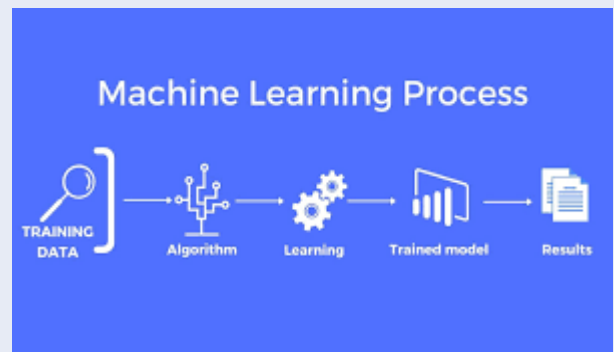 Machine Learning Process
TRAINING
DATA
Algorithm
Learning
Trained model
Results